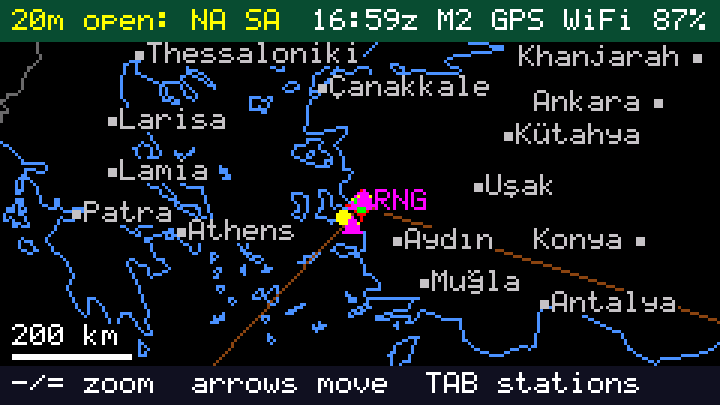 20m open: NA SA 16:59z M2 GPS WiFi 87%
Thessaloniki
Khanjarah
Çanakkale
Ankara
Larisa
Kütahya
Lamia
Uşak
RNG
Patra
Athens
Aydın
Konya
Muğla
Antalya
200 km
-/= zoom arrows move TAB stations